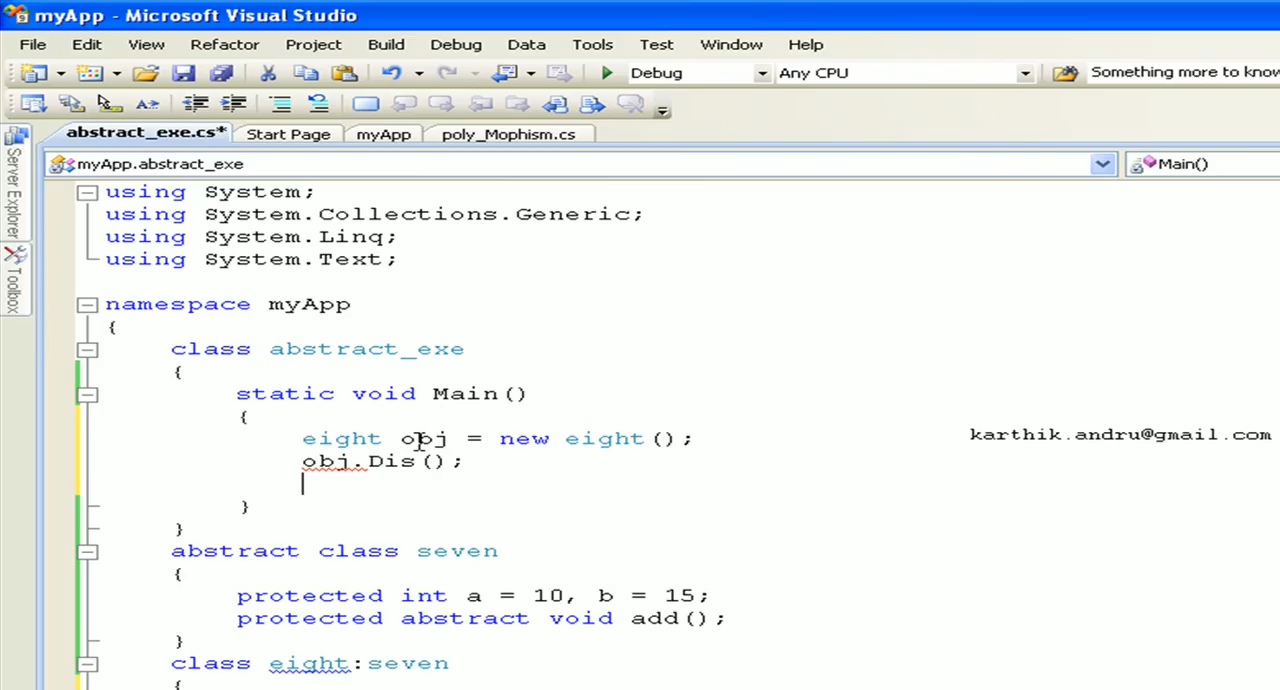 myApp - Microsoft Visual Studio
File Edit View Refactor Project Build Debug Data Tools Test Window Help
Debug Any CPU Something more to know
abstract_exe.cs* Start Page myApp poly_Mophism.cs
myApp.abstract_exe Main()
Server Explorer
Toolbox
using System;
using System.Collections.Generic;
using System.Linq;
using System.Text;
namespace myApp
{
class abstract_exe
{
static void Main()
{
eight obj = new eight();
karthik.andru@gmail.com
obj.Dis();
}
}
abstract class seven
{
protected int a = 10, b = 15;
protected abstract void add();
}
class eight:seven
{